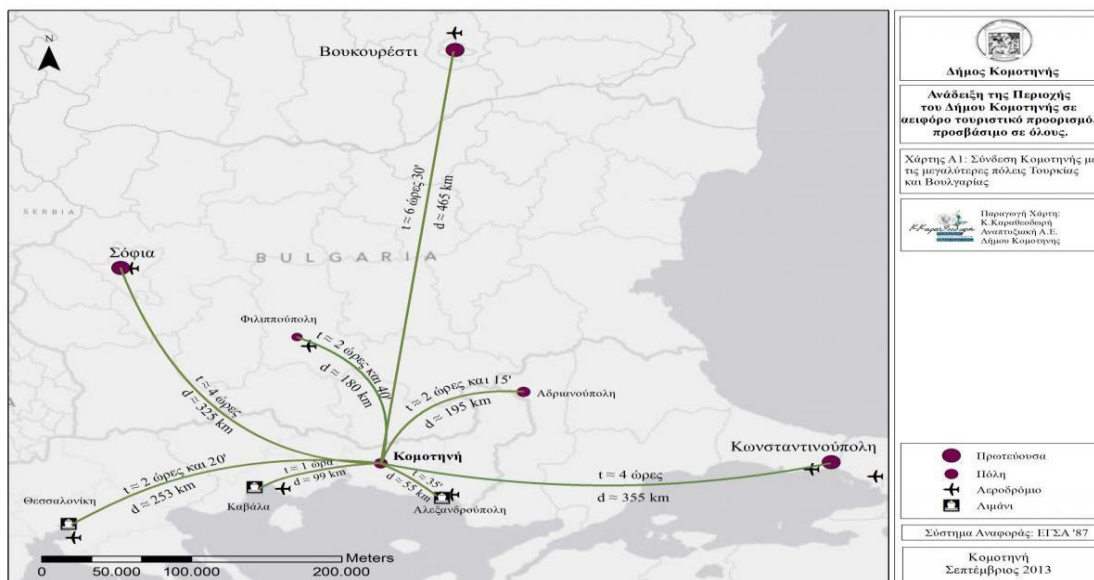 N
Βουκουρέστι
t ≈ 6 ώρες 30'
d ≈ 465 km
SERBIA
Σόφια
BULGARIA
Φιλιππούπολη
t ≈ 2 ώρες και 40'
d ≈ 180 km
t ≈ 4 ώρες
d ≈ 325 km
t ≈ 2 ώρες και 15'
d ≈ 195 km
Αδριανούπολη
Κομοτηνή
Κωνσταντινούπολη
t ≈ 2 ώρες και 20'
d ≈ 253 km
t ≈ 1 ώρα
d ≈ 99 km
t ≈ 35'
d ≈ 55 km
t ≈ 4 ώρες
d ≈ 355 km
Θεσσαλονίκη
Καβάλα
Αλεξανδρούπολη
Meters
0 50.000 100.000 200.000
Δήμος Κομοτηνής
Ανάδειξη της Περιοχής
του Δήμου Κομοτηνής σε
αειφόρο τουριστικό προορισμό,
προσβάσιμο σε όλους.
Χάρτης Α1: Σύνδεση Κομοτηνής με
τις μεγαλύτερες πόλεις Τουρκίας
και Βουλγαρίας
Κ.Καραθεοδωρή
Παραγωγή Χάρτη:
Κ.Καραθεοδωρή
Αναπτυξιακή Α.Ε.
Δήμου Κομοτηνης
Πρωτεύουσα
Πόλη
Αεροδρόμιο
Λιμάνι
Σύστημα Αναφοράς: ΕΓΣΑ '87
Κομοτηνή
Σεπτέμβριος 2013